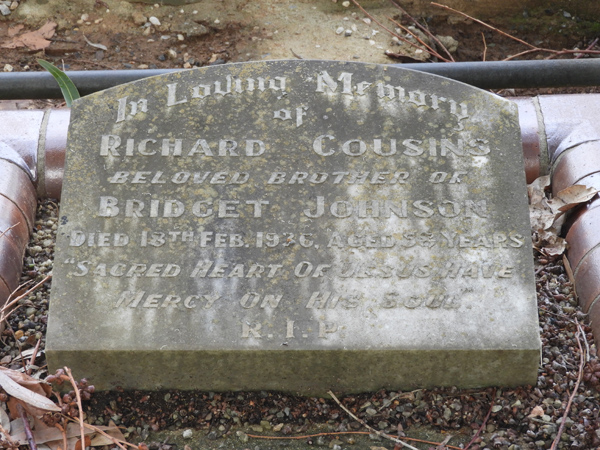 In Loving Memory
of
RICHARD COUSINS
BELOVED BROTHER OF
BRIDGET JOHNSON
DIED 18TH FEB. 1936, AGED 58 YEARS
"SACRED HEART OF JESUS HAVE
MERCY ON HIS SOUL"
R.I.P.